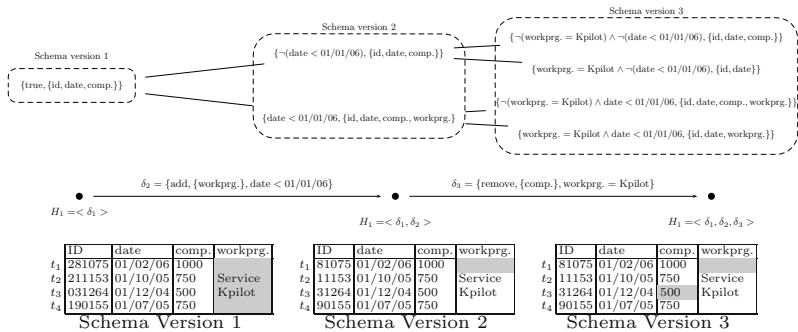 Schema version 3
Schema version 2
Schema version 1
{¬(workprg. = Kpilot) ∧ ¬(date < 01/01/06), {id, date, comp.}}
{¬(date < 01/01/06), {id, date, comp.}}
{workprg. = Kpilot ∧ ¬(date < 01/01/06), {id, date}}
{true, {id, date, comp.}}
{¬(workprg. = Kpilot) ∧ date < 01/01/06, {id, date, comp., workprg.}}
{date < 01/01/06, {id, date, comp., workprg.}
{workprg. = Kpilot ∧ date < 01/01/06, {id, date, workprg.}}
δ2 = {add, {workprg.}, date < 01/01/06} δ3 = {remove, {comp.}, workprg. = Kpilot}
H1 =< δ1 > H1 =< δ1, δ2 > H1 =< δ1, δ2, δ3 >
ID date comp. workprg. ID date comp. workprg. ID date comp. workprg.
t1 281075 01/02/06 1000 t1 81075 01/02/06 1000 t1 81075 01/02/06 1000
t2 211153 01/10/05 750 Service t2 11153 01/10/05 750 Service t2 11153 01/10/05 750 Service
t3 031264 01/12/04 500 Kpilot t3 31264 01/12/04 500 Kpilot t3 31264 01/12/04 500 Kpilot
t4 190155 01/07/05 750 t4 90155 01/07/05 750 t4 90155 01/07/05 750
Schema Version 1 Schema Version 2 Schema Version 3